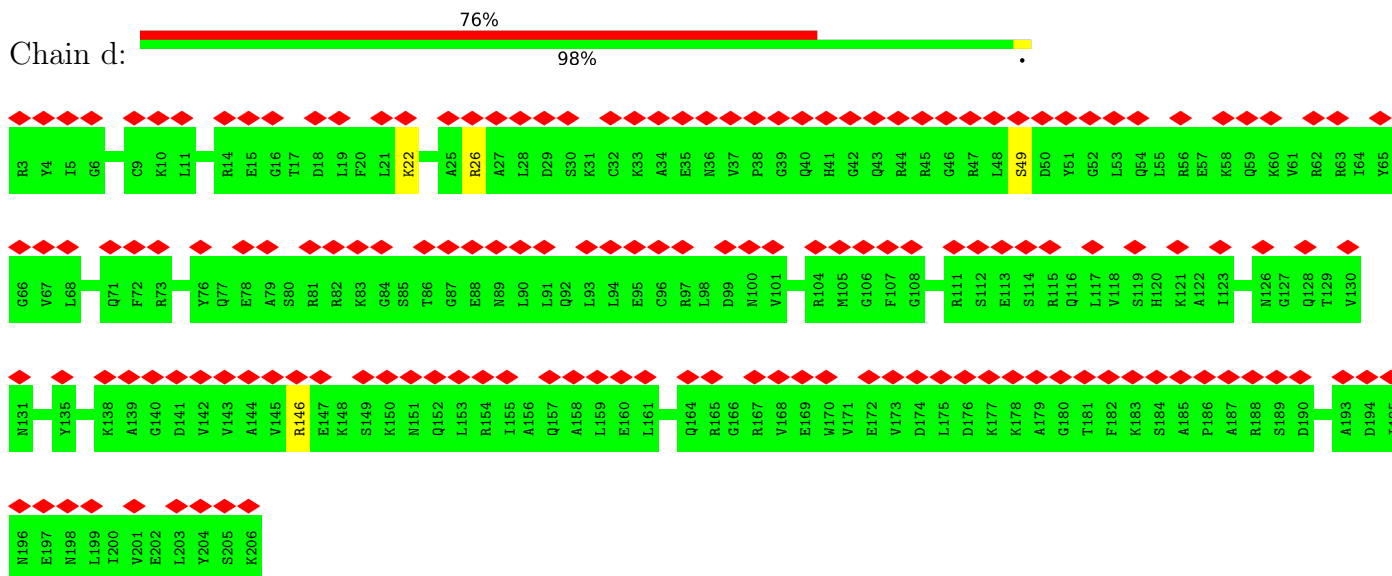 76%
Chain d:
98%
.
R3 Y4 I5 G6 C9 K10 L11 R14 E15 G16 T17 D18 L19 F20 L21 K22 A25 R26 A27 L28 D29 S30 K31 C32 K33 A34 E35 N36 V37 P38 G39 Q40 H41 G42 Q43 R44 R45 G46 R47 L48 S49 D50 Y51 G52 L53 Q54 L55 R56 E57 K58 Q59 K60 V61 R62 R63 I64 Y65
G66 V67 L68 Q71 F72 R73 Y76 Q77 E78 A79 S80 R81 R82 K83 G84 S85 T86 G87 E88 N89 L90 L91 Q92 L93 L94 E95 C96 R97 L98 D99 N100 V101 R104 M105 G106 F107 G108 R111 S112 E113 S114 R115 Q116 L117 V118 S119 H120 K121 A122 I123 N126 G127 Q128 T129 V130
N131 Y135 K138 A139 G140 D141 V142 V143 A144 V145 R146 E147 K148 S149 K150 N151 Q152 L153 R154 I155 A156 Q157 A158 L159 E160 L161 Q164 R165 G166 R167 V168 E169 W170 V171 E172 V173 D174 L175 D176 K177 K178 A179 G180 T181 F182 K183 S184 A185 P186 A187 R188 S189 D190 A193 D194 I195
N196 E197 N198 L199 I200 V201 E202 L203 Y204 S205 K206